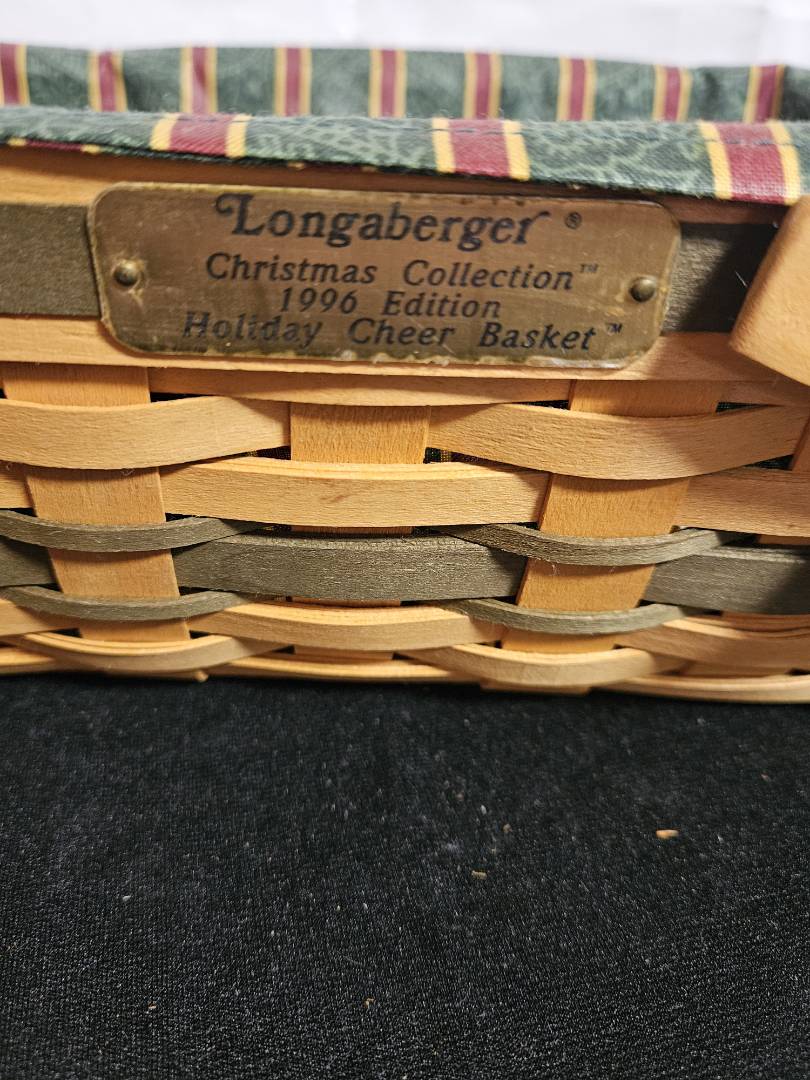 Longaberger ®
Christmas Collection™
1996 Edition
Holiday Cheer Basket™